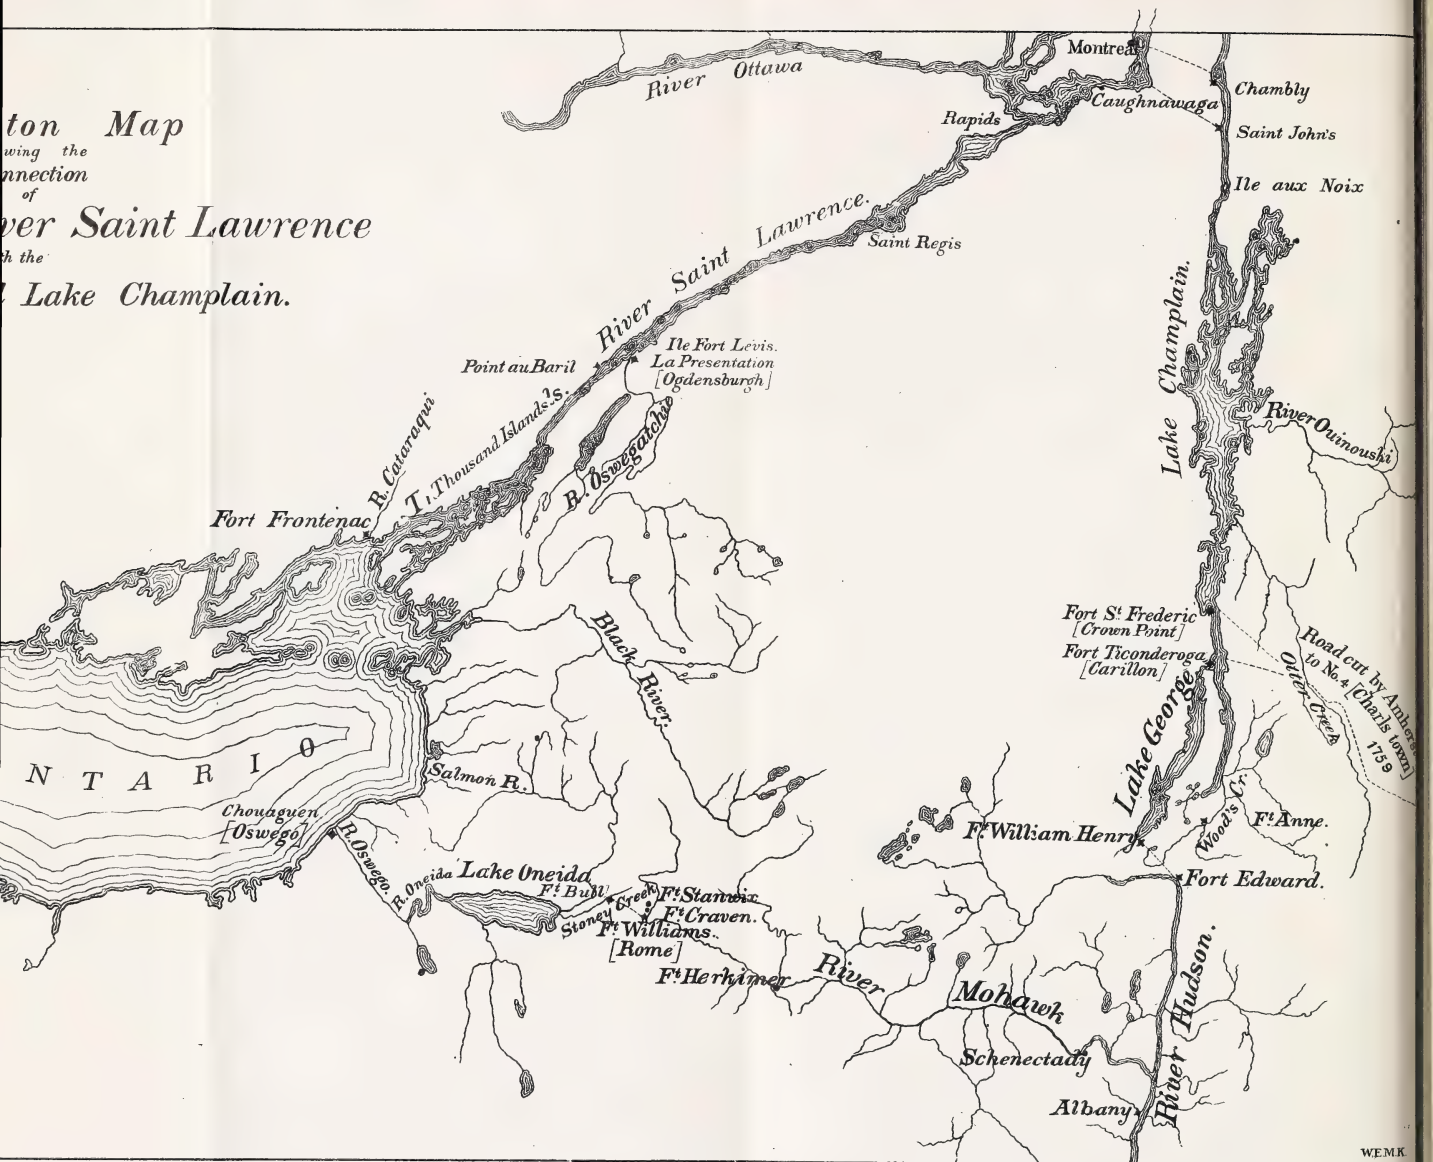 ton Map
wing the
nnection
of
ver Saint Lawrence
h the
Lake Champlain.
River Ottawa
Montreal
Chambly
Caughnawaga
Rapids
Saint John's
Ile aux Noix
River Saint Lawrence.
Saint Regis
Lake Champlain.
Ile Fort Levis.
Point au Baril
La Presentation
[Ogdensburgh]
Thousand Islands.
R. Cataraqui
R. Oswegatchie
River Ouinouski
Fort Frontenac
Fort St. Frederic
[Crown Point]
Fort Ticonderoga
[Carillon]
Road cut by Amherst
to No. 4 [Charls town]
1759
Otter Creek
Black River.
Lake George
NTARIO
Salmon R.
Chouaguen
[Oswego]
R. Oswego.
R. Oneida
Lake Oneida
Ft. Bull
Stoney Creek
Ft. Stanwix
Ft. Craven.
Ft. Williams.
[Rome]
Ft. Herkimer
Ft. William Henry
Wood's Cr.
Ft. Anne.
Fort Edward.
River Mohawk
River Hudson.
Schenectady
Albany
W.E.M.K.